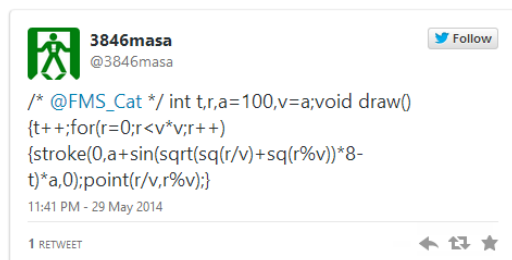 3846masa
@3846masa
Follow
/* @FMS_Cat */ int t,r,a=100,v=a;void draw()
{t++;for(r=0;r<v*v;r++)
{stroke(0,a+sin(sqrt(sq(r/v)+sq(r%v))*8-
t)*a,0);point(r/v,r%v);}
11:41 PM - 29 May 2014
1 RETWEET